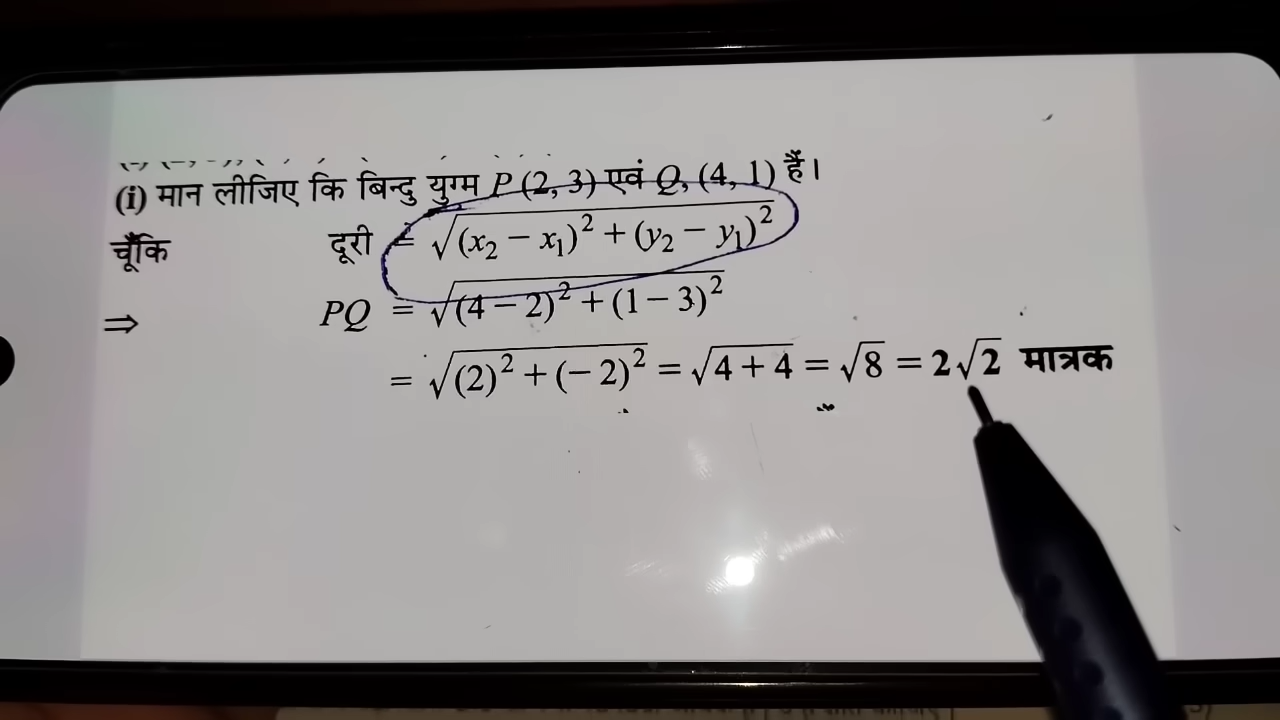 (i) मान लीजिए कि बिन्दु युग्म P (2, 3) एवं Q, (4, 1) हैं।
चूँकि दूरी = √(x₂ − x₁)² + (y₂ − y₁)²
⇒ PQ = √(4 − 2)² + (1 − 3)²
= √(2)² + (− 2)² = √4 + 4 = √8 = 2√2 मात्रक